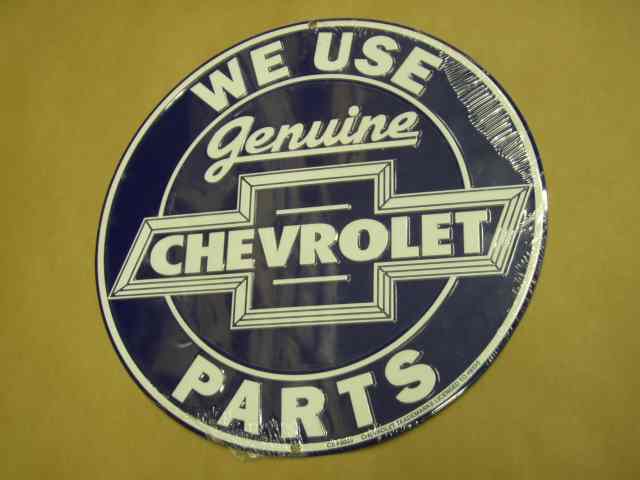 WE USE
Genuine
CHEVROLET
PARTS
CHEVROLET TRADEMARKS LICENSED TO